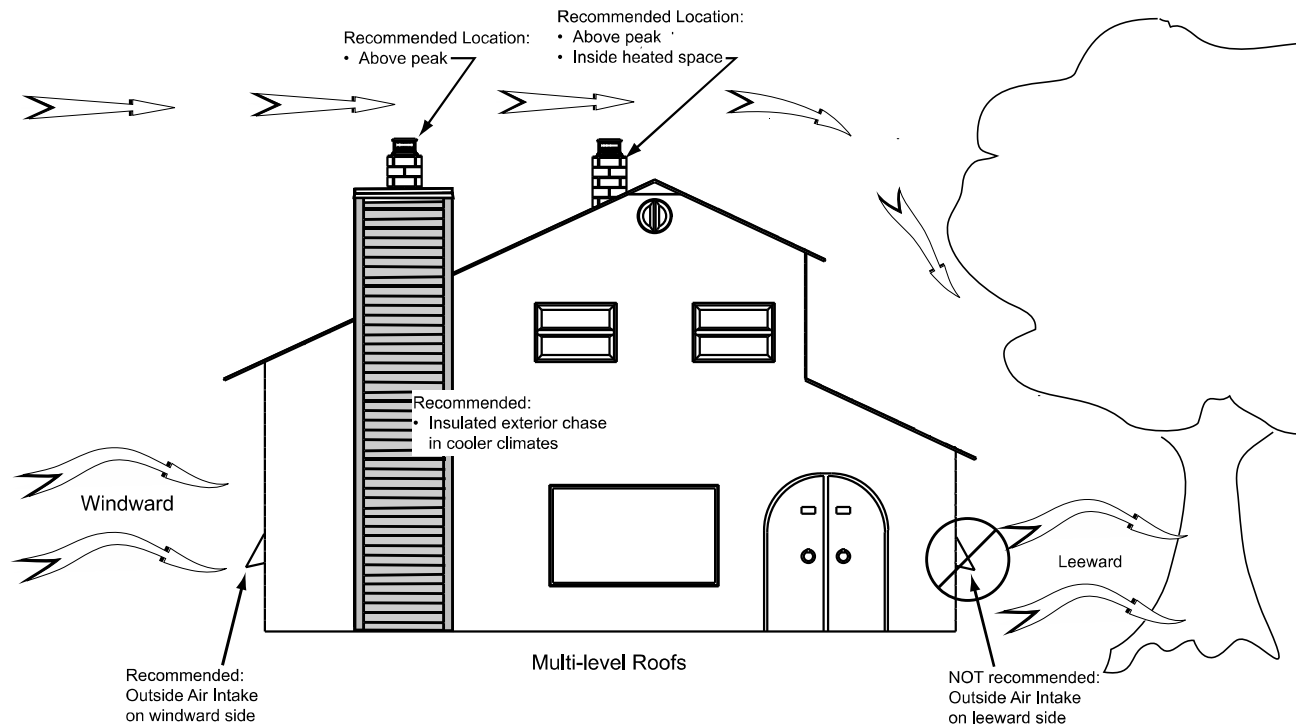 Recommended Location:
• Above peak
Recommended Location:
• Above peak
• Inside heated space
Recommended:
• Insulated exterior chase
in cooler climates
Windward
Leeward
Recommended:
Outside Air Intake
on windward side
Multi-level Roofs
NOT recommended:
Outside Air Intake
on leeward side